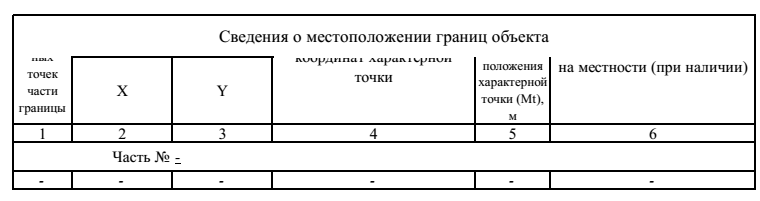 Сведения о местоположении границ объекта
точек
части
границы
X
Y
координат характерной
точки
положения
характерной
точки (Mt),
м
на местности (при наличии)
1 2 3 4 5 6
Часть № -
- - - - - -